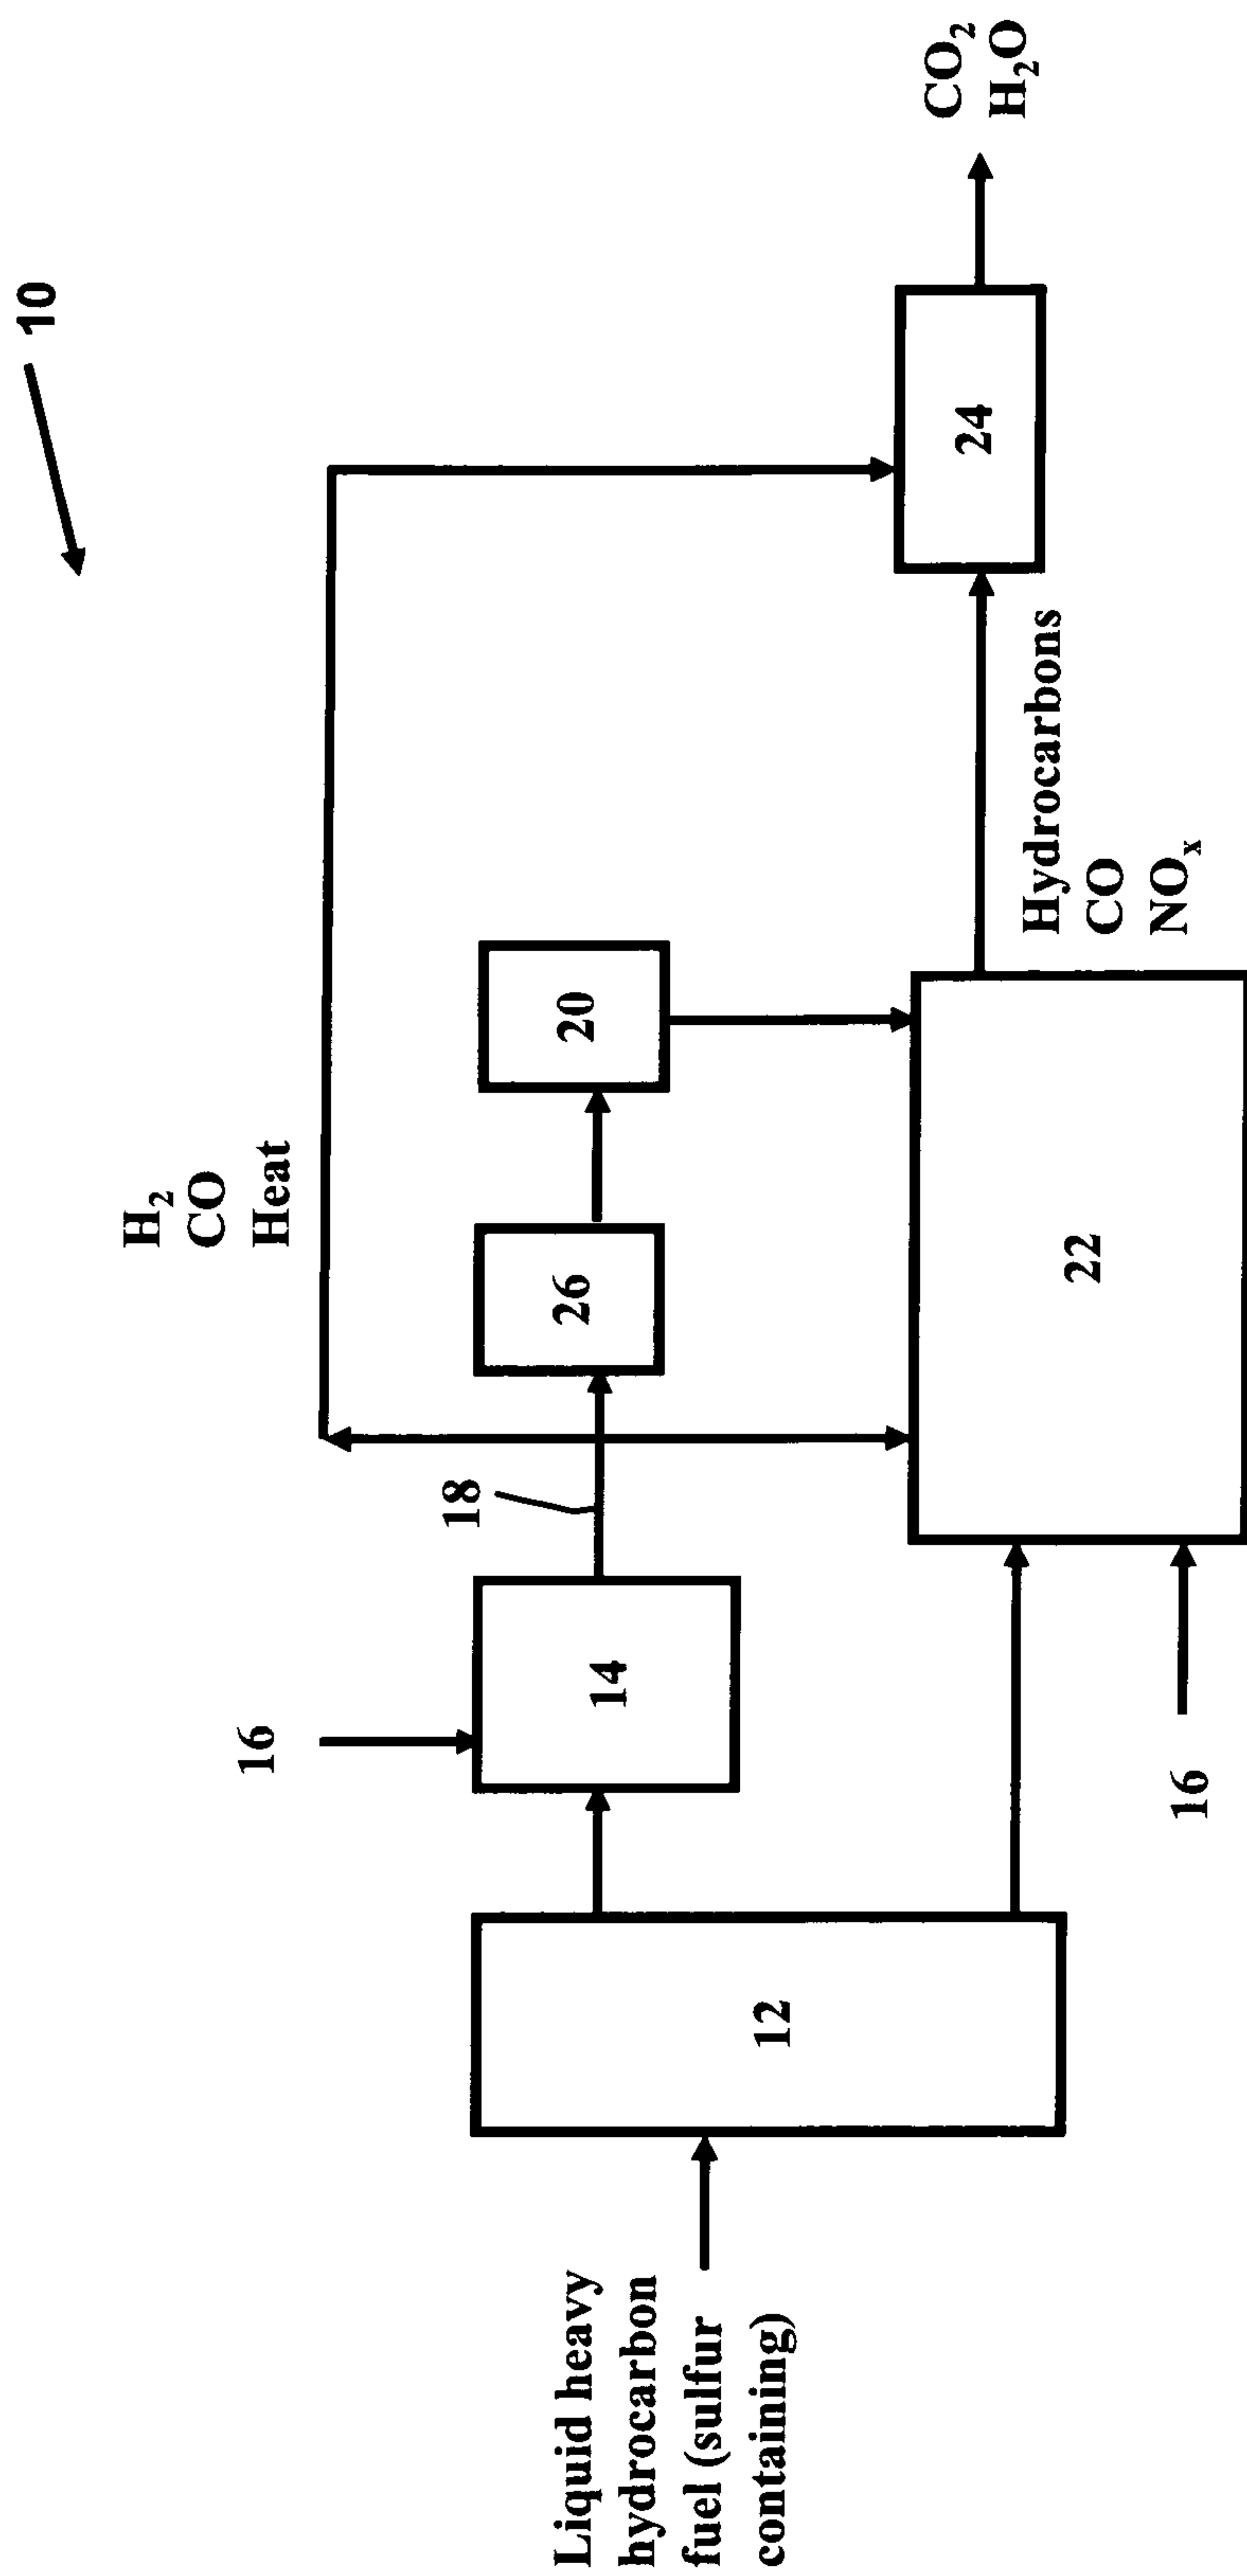 10
H₂
CO
Heat
16
18
14
26
20
Liquid heavy
hydrocarbon
fuel (sulfur
containing)
12
22
24
16
Hydrocarbons
CO
NOₓ
CO₂
H₂O